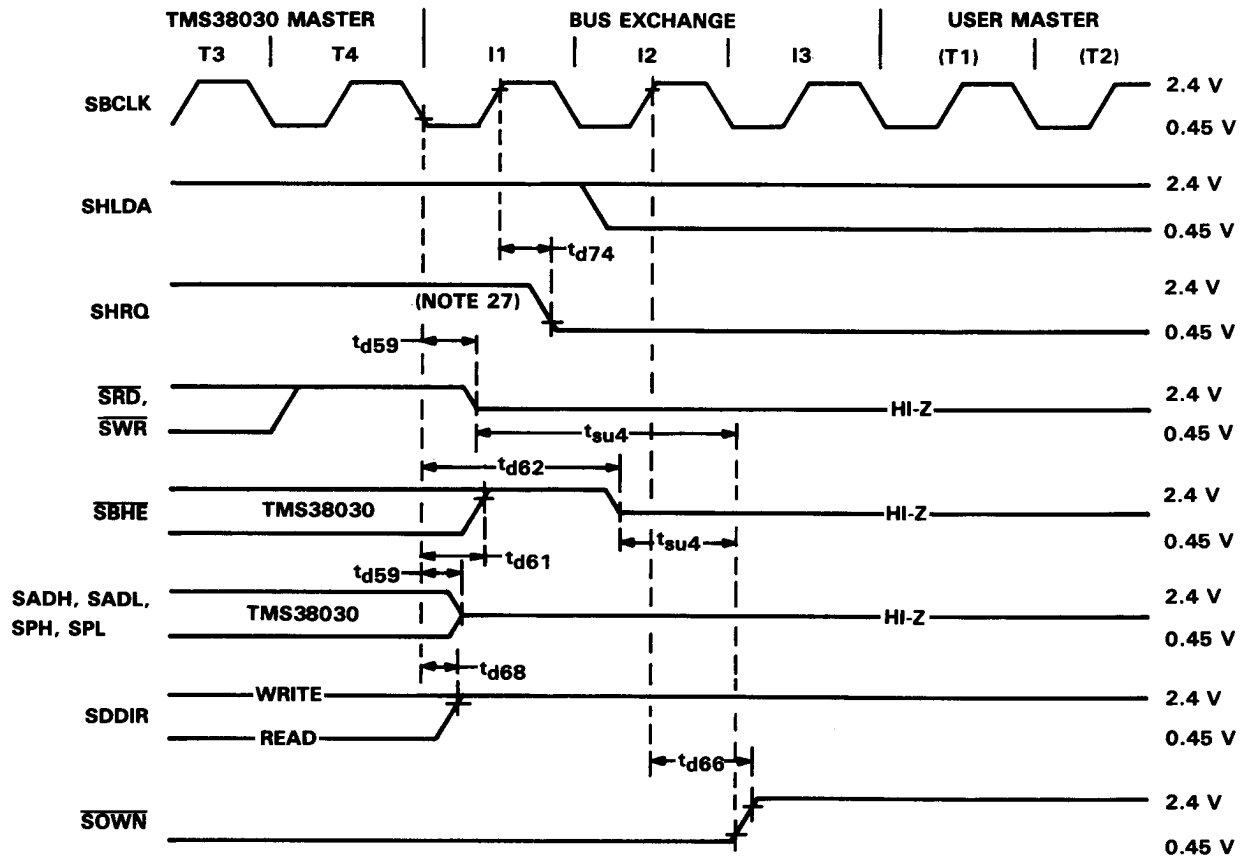 TMS38030 MASTER BUS EXCHANGE USER MASTER
T3 T4 I1 I2 I3 (T1) (T2)
SBCLK 2.4 V
0.45 V
SHLDA 2.4 V
0.45 V
td74
SHRQ (NOTE 27) 2.4 V
0.45 V
td59
SRD, 2.4 V
HI-Z
SWR 0.45 V
tsu4
td62
SBHE TMS38030 2.4 V
HI-Z
0.45 V
tsu4
td61
td59
SADH, SADL, 2.4 V
TMS38030 HI-Z
SPH, SPL 0.45 V
td68
WRITE 2.4 V
SDDIR
READ 0.45 V
td66
SOWN 2.4 V
0.45 V